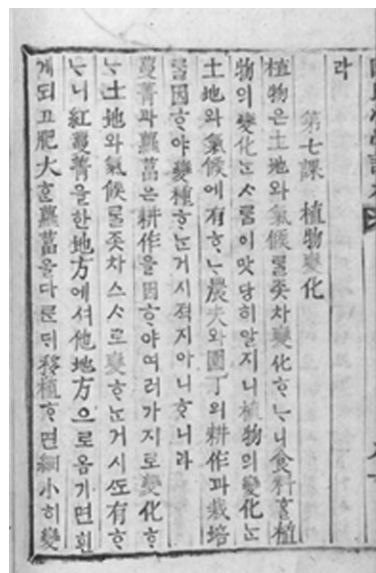 라
第七課 植物變化
植物은土地와氣候를좃차變化ᄒᆞᄂᆞ니食料ᄒᆞᆯ植
物의變化ᄂᆞᆫ사ᄅᆞᆷ이맛당히알지니植物의變化ᄂᆞᆫ
土地와氣候에有ᄒᆞ고農夫와園丁의耕作과栽培
를因ᄒᆞ야變種ᄒᆞᄂᆞᆫ거시적지아니ᄒᆞ니라
蔓菁과蘿葍은耕作을因ᄒᆞ야여러가지로變化ᄒᆞ
ᄂᆞᆫ土地와氣候를좃차스ᄉᆞ로變ᄒᆞᄂᆞᆫ거시ᄯᅩ有ᄒᆞ
ᄂᆞ니紅蔓菁을한地方에셔他地方으로옴기면흰
게되고肥大ᄒᆞᆫ蘿葍을다른ᄃᆡ移植ᄒᆞ면細小히變